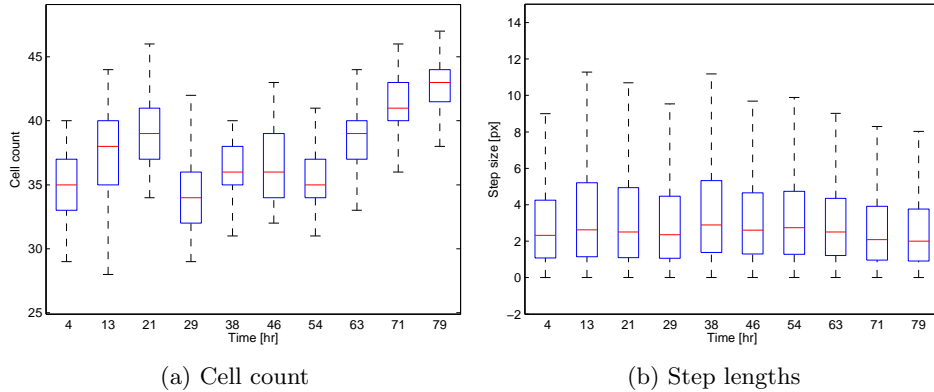 45
40
35
30
25
Cell count
4 13 21 29 38 46 54 63 71 79
Time [hr]
(a) Cell count
14
12
10
8
6
4
2
0
−2
Step size [px]
4 13 21 29 38 46 54 63 71 79
Time [hr]
(b) Step lengths